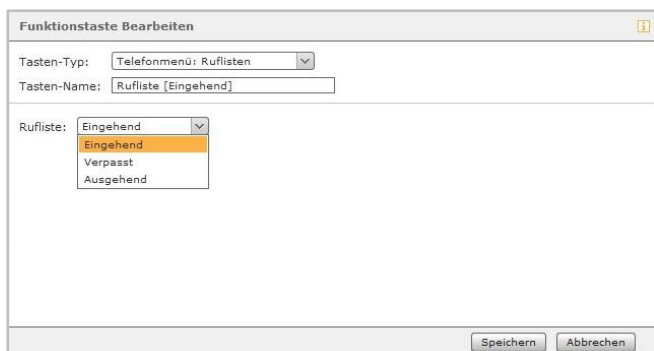 Funktionstaste Bearbeiten
Tasten-Typ: Telefonmenü: Ruflisten
Tasten-Name: Rufliste [Eingehend]
Rufliste: Eingehend
Eingehend
Verpasst
Ausgehend
Speichern Abbrechen